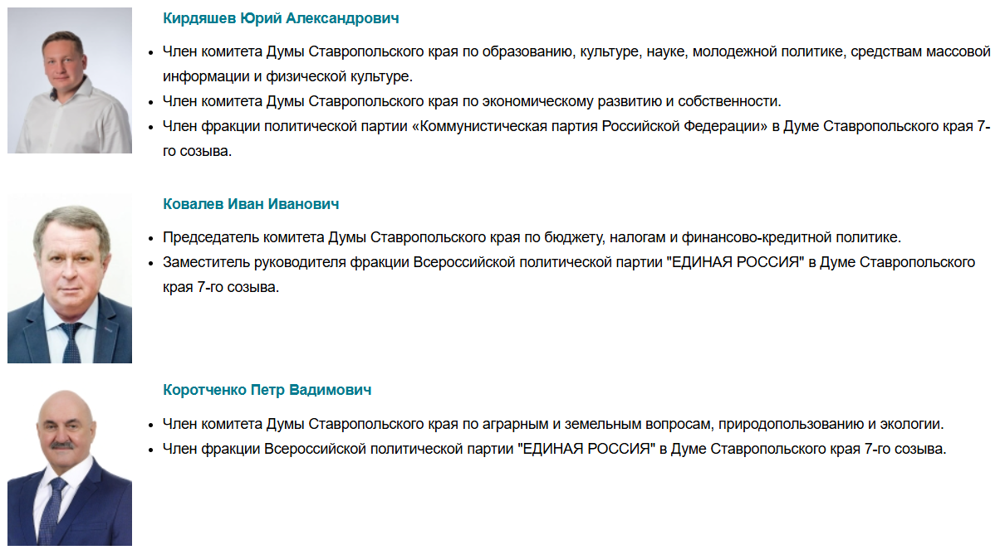 Кирдяшев Юрий Александрович
Член комитета Думы Ставропольского края по образованию, культуре, науке, молодежной политике, средствам массовой
информации и физической культуре.
Член комитета Думы Ставропольского края по экономическому развитию и собственности.
Член фракции политической партии «Коммунистическая партия Российской Федерации» в Думе Ставропольского края 7-
го созыва.
Ковалев Иван Иванович
Председатель комитета Думы Ставропольского края по бюджету, налогам и финансово-кредитной политике.
Заместитель руководителя фракции Всероссийской политической партии "ЕДИНАЯ РОССИЯ" в Думе Ставропольского
края 7-го созыва.
Коротченко Петр Вадимович
Член комитета Думы Ставропольского края по аграрным и земельным вопросам, природопользованию и экологии.
Член фракции Всероссийской политической партии "ЕДИНАЯ РОССИЯ" в Думе Ставропольского края 7-го созыва.